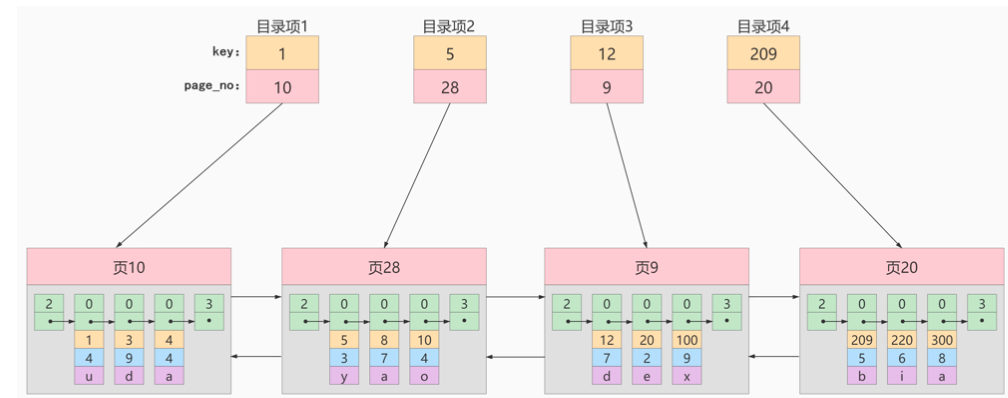 目录项1 目录项2 目录项3 目录项4
key: 1 5 12 209
page_no: 10 28 9 20
页10 页28 页9 页20
2 0 0 0 3 2 0 0 0 3 2 0 0 0 3 2 0 0 0 3
1 3 4 5 8 10 12 20 100 209 220 300
4 9 4 3 7 4 7 2 9 5 6 8
u d a y a o d e x b i a